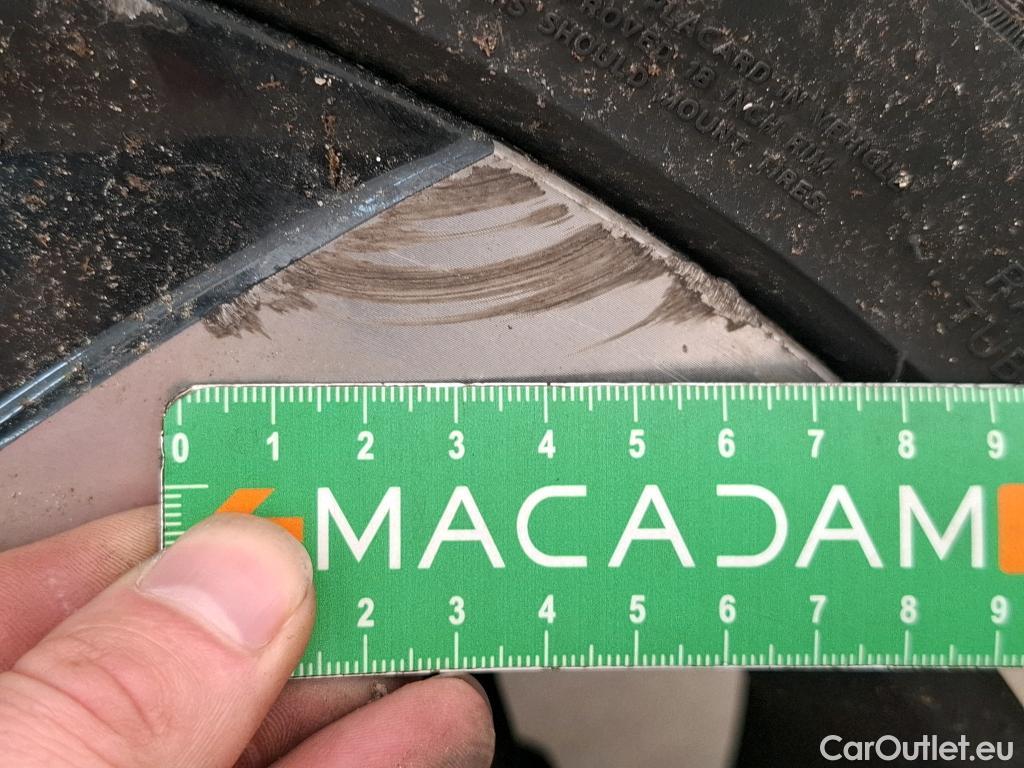 PLACARD IN VEHICLE
PROVED 18 INCH RIM
SHOULD MOUNT TIRES
TUB
0 1 2 3 4 5 6 7 8 9
MACADAM
2 3 4 5 6 7 8 9
CarOutlet.eu